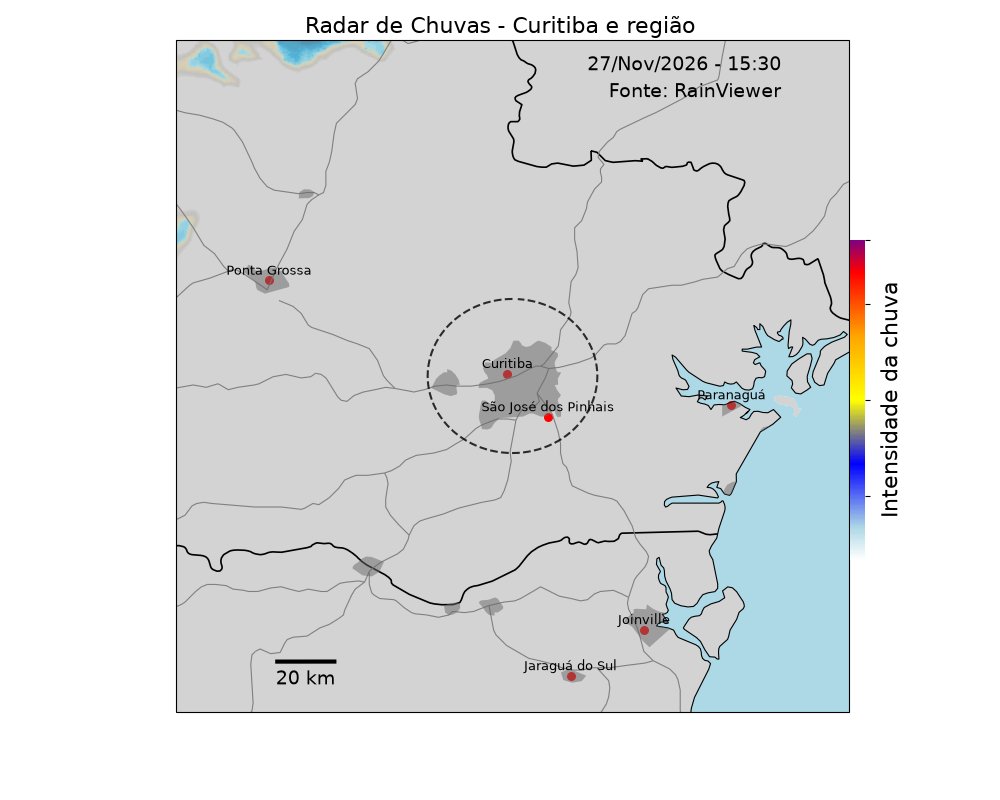 Radar de Chuvas - Curitiba e região
27/Nov/2026 - 15:30
Fonte: RainViewer
Ponta Grossa
Curitiba
São José dos Pinhais
Paranaguá
Intensidade da chuva
Joinville
Jaraguá do Sul
20 km